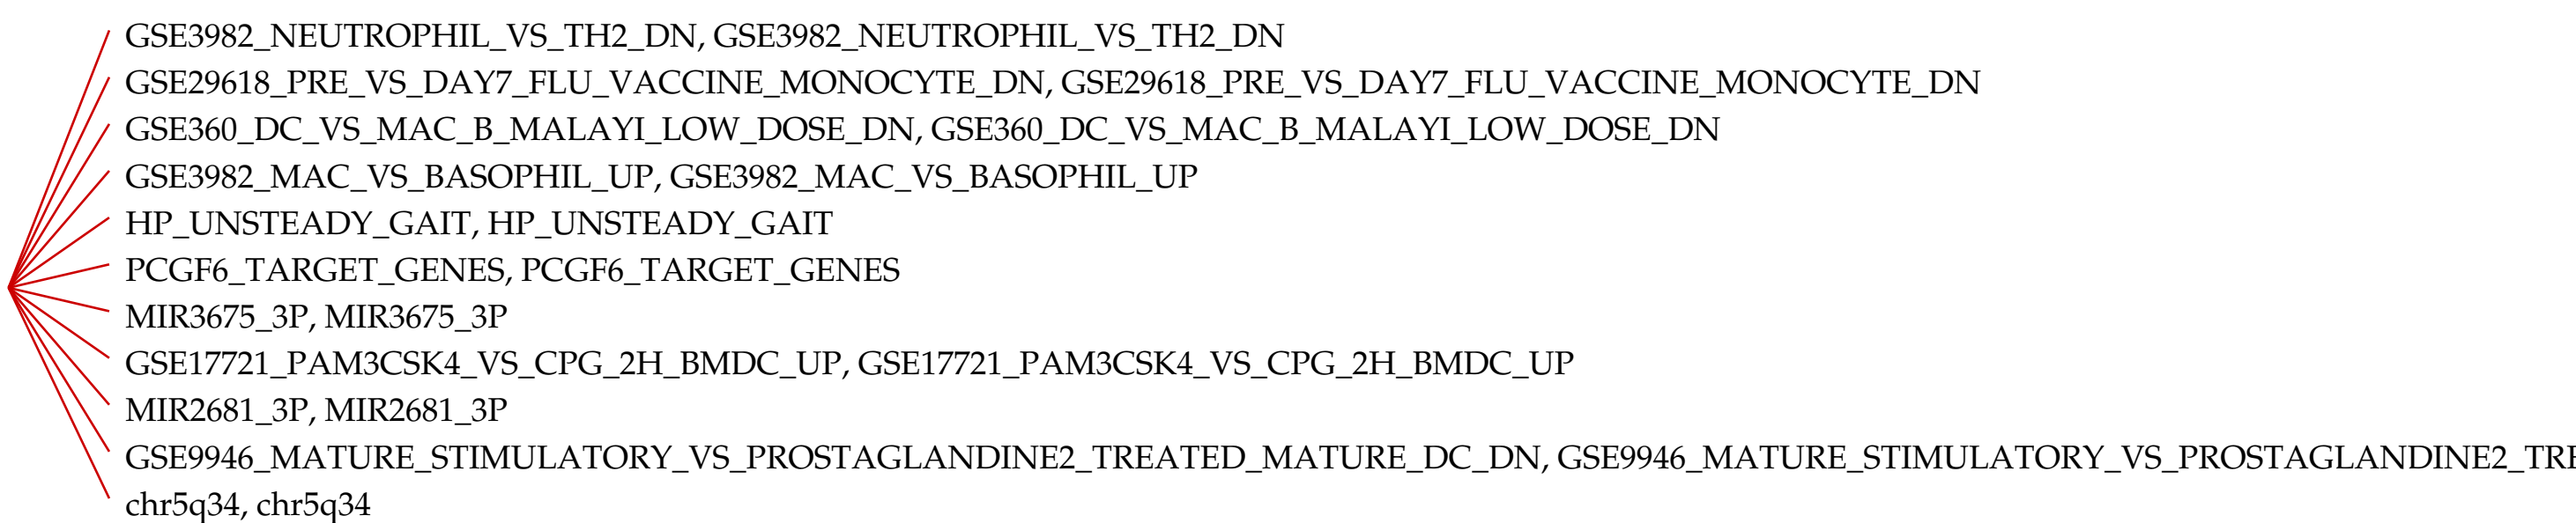 GSE3982_NEUTROPHIL_VS_TH2_DN, GSE3982_NEUTROPHIL_VS_TH2_DN
GSE29618_PRE_VS_DAY7_FLU_VACCINE_MONOCYTE_DN, GSE29618_PRE_VS_DAY7_FLU_VACCINE_MONOCYTE_DN
GSE360_DC_VS_MAC_B_MALAYI_LOW_DOSE_DN, GSE360_DC_VS_MAC_B_MALAYI_LOW_DOSE_DN
GSE3982_MAC_VS_BASOPHIL_UP, GSE3982_MAC_VS_BASOPHIL_UP
HP_UNSTEADY_GAIT, HP_UNSTEADY_GAIT
PCGF6_TARGET_GENES, PCGF6_TARGET_GENES
MIR3675_3P, MIR3675_3P
GSE17721_PAM3CSK4_VS_CPG_2H_BMDC_UP, GSE17721_PAM3CSK4_VS_CPG_2H_BMDC_UP
MIR2681_3P, MIR2681_3P
GSE9946_MATURE_STIMULATORY_VS_PROSTAGLANDINE2_TREATED_MATURE_DC_DN, GSE9946_MATURE_STIMULATORY_VS_PROSTAGLANDINE2_TRE
chr5q34, chr5q34